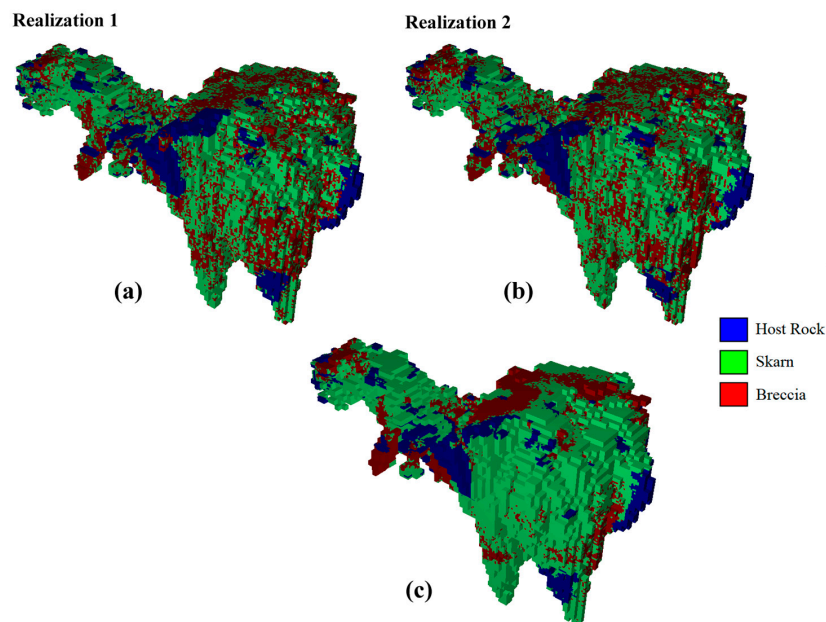 Realization 1
Realization 2
(a)
(b)
Host Rock
Skarn
Breccia
(c)